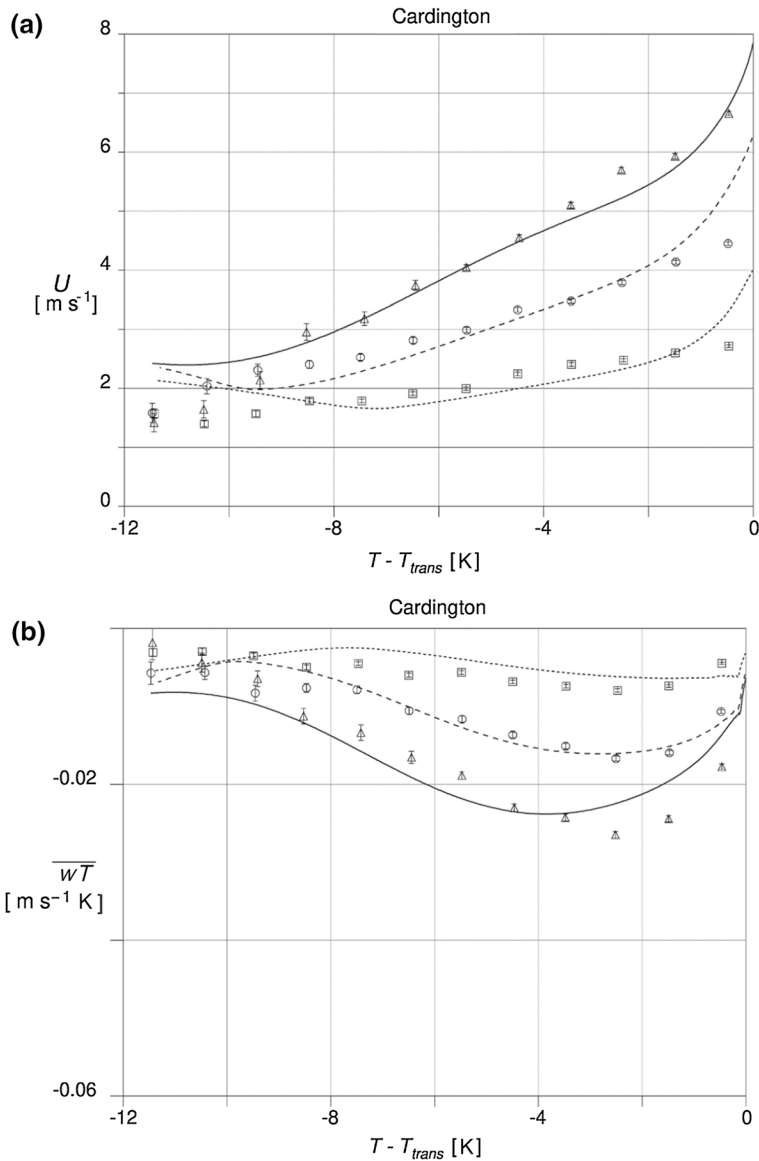 (a)
Cardington
8
6
U
[ m s-1]
4
2
0
-12
-8
-4
0
T - Ttrans [K]
(b)
Cardington
-0.02
wT
[ m s−1 K]
-0.06
-12
-8
-4
0
T - Ttrans [K]